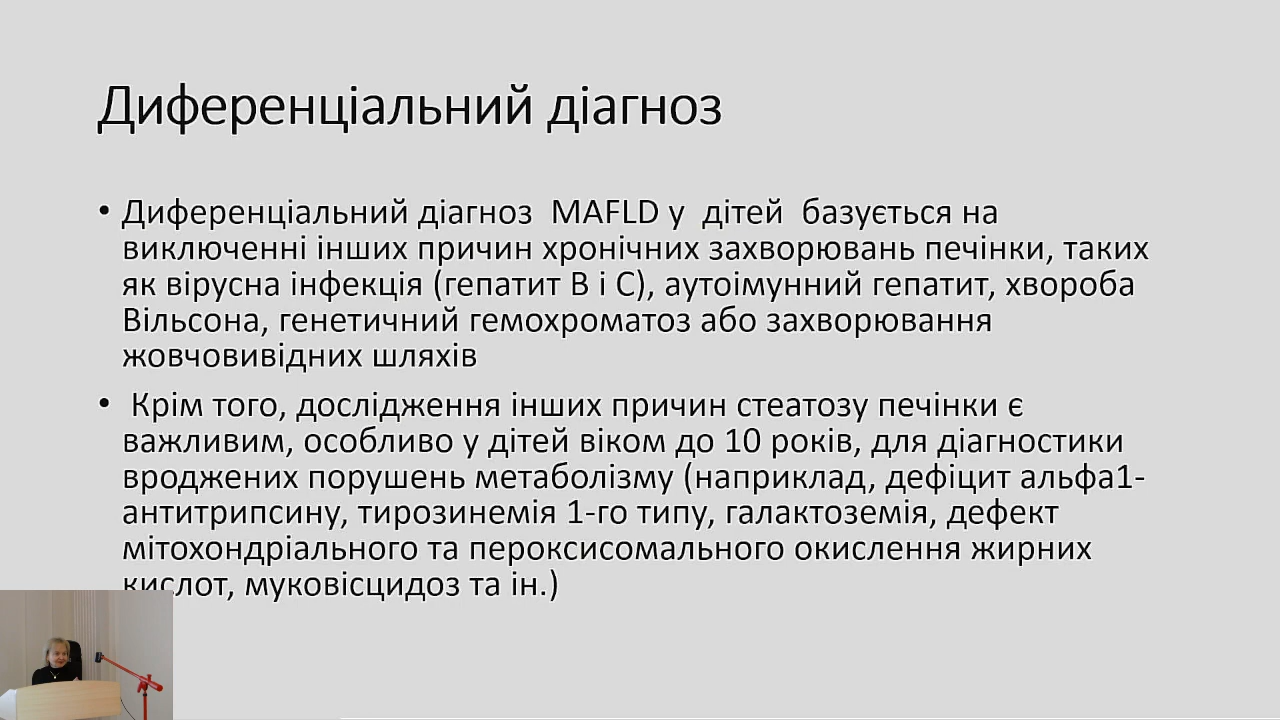 Диференціальний діагноз
• Диференціальний діагноз MAFLD у дітей базується на
виключенні інших причин хронічних захворювань печінки, таких
як вірусна інфекція (гепатит В і С), аутоімунний гепатит, хвороба
Вільсона, генетичний гемохроматоз або захворювання
жовчовивідних шляхів
• Крім того, дослідження інших причин стеатозу печінки є
важливим, особливо у дітей віком до 10 років, для діагностики
вроджених порушень метаболізму (наприклад, дефіцит альфа1-
антитрипсину, тирозинемія 1-го типу, галактоземія, дефект
мітохондріального та пероксисомального окислення жирних
кислот, муковісцидоз та ін.)